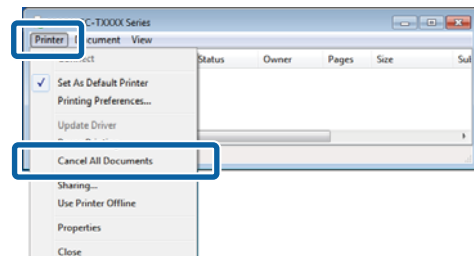 C-TXXXX Series
Printer Document View
Connect
Status Owner Pages Size Sul
Set As Default Printer
Printing Preferences...
Update Driver
Cancel All Documents
Sharing...
Use Printer Offline
Properties
Close